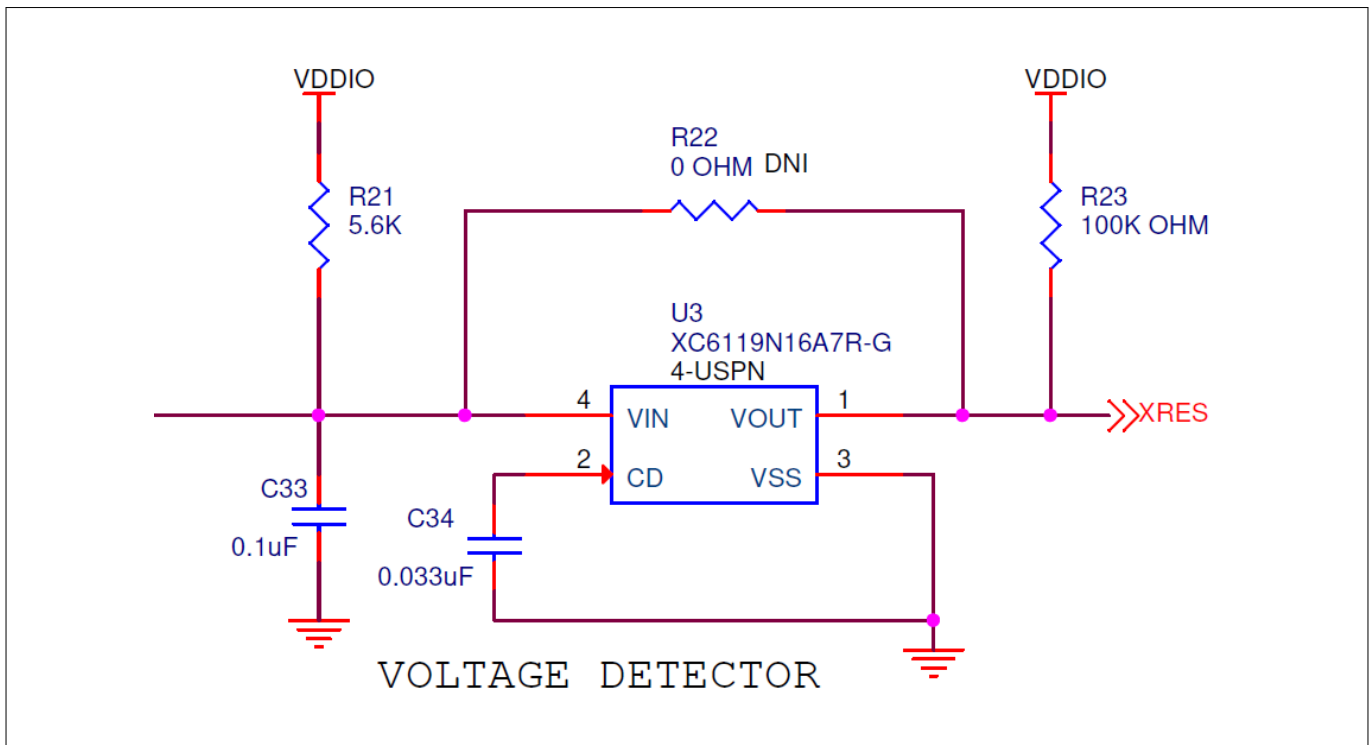 VDDIO
VDDIO
R22
0 OHM DNI
R21
5.6K
R23
100K OHM
U3
XC6119N16A7R-G
4-USPN
4
1
VIN
VOUT
XRES
2
3
CD
VSS
C33
0.1uF
C34
0.033uF
VOLTAGE DETECTOR